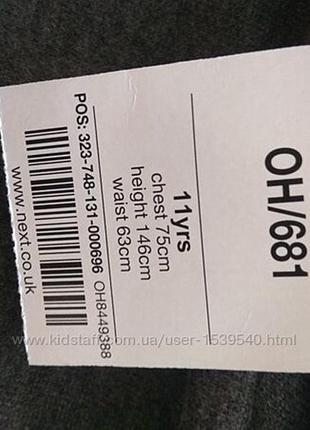 OH/681
11yrs
chest 75cm
height 146cm
waist 63cm
POS: 323-748-131-000696 OH8449388
www.next.co.uk
www.kidstaff.com.ua/user-1539540.html